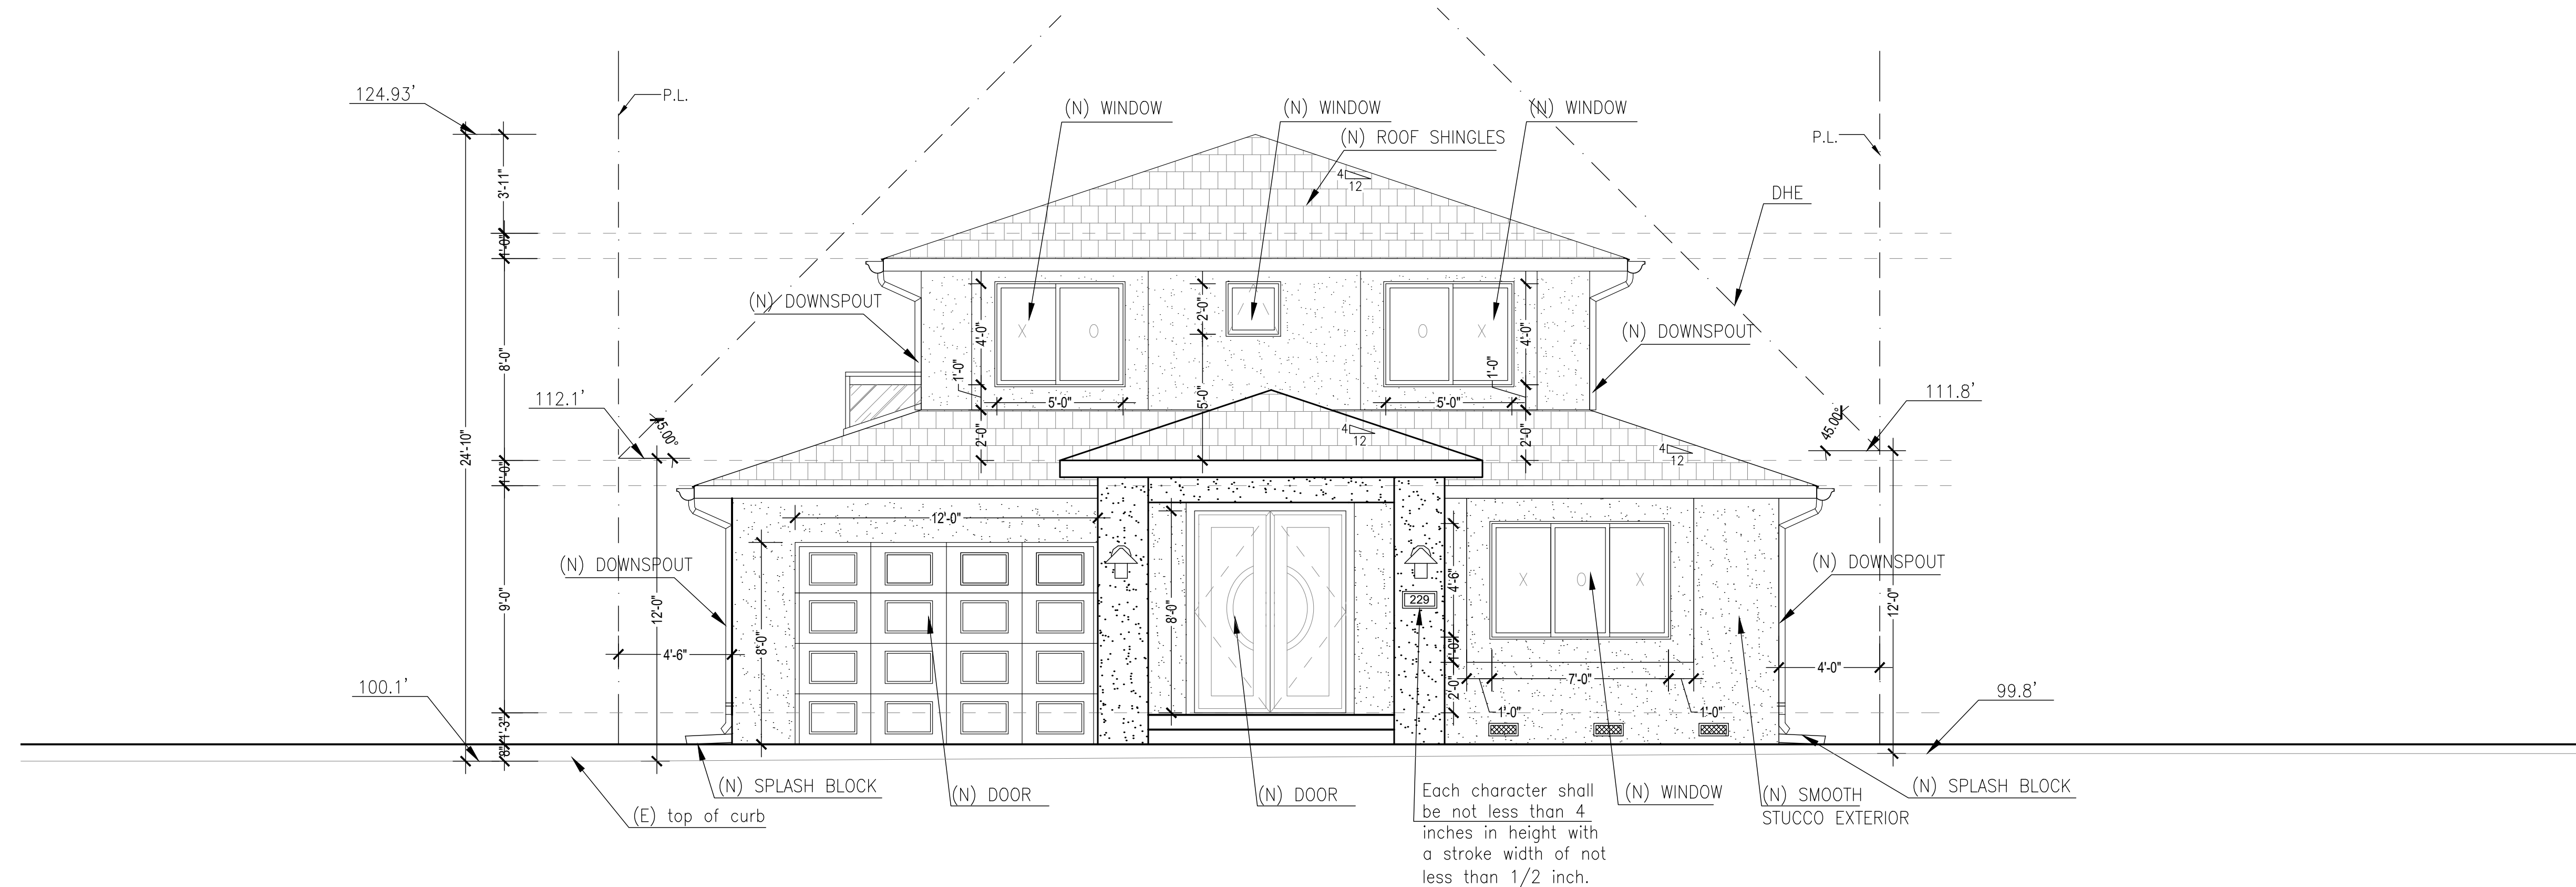 124.93'
P.L.
(N) WINDOW
(N) WINDOW
(N) WINDOW
(N) ROOF SHINGLES
P.L.
4
12
DHE
3'-11"
1'-0"
(N) DOWNSPOUT
(N) DOWNSPOUT
4'-0"
2'-0"
4'-0"
X
O
O
X
8'-0"
1'-0"
1'-0"
112.1'
111.8'
5'-0"
5'-0"
5'-0"
45.00°
45.00°
24'-10"
2'-0"
2'-0"
4
12
4
12
1'-0"
12'-0"
(N) DOWNSPOUT
(N) DOWNSPOUT
9'-0"
12'-0"
8'-0"
8'-0"
4'-6"
X
O
X
229
12'-0"
4'-6"
1'-0"
4'-0"
2'-0"
7'-0"
1'-0"
1'-0"
100.1'
99.8'
1'-3"
8"
(N) SPLASH BLOCK
(N) DOOR
(N) DOOR
(E) top of curb
Each character shall
be not less than 4
inches in height with
a stroke width of not
less than 1/2 inch.
(N) WINDOW
(N) SMOOTH
STUCCO EXTERIOR
(N) SPLASH BLOCK